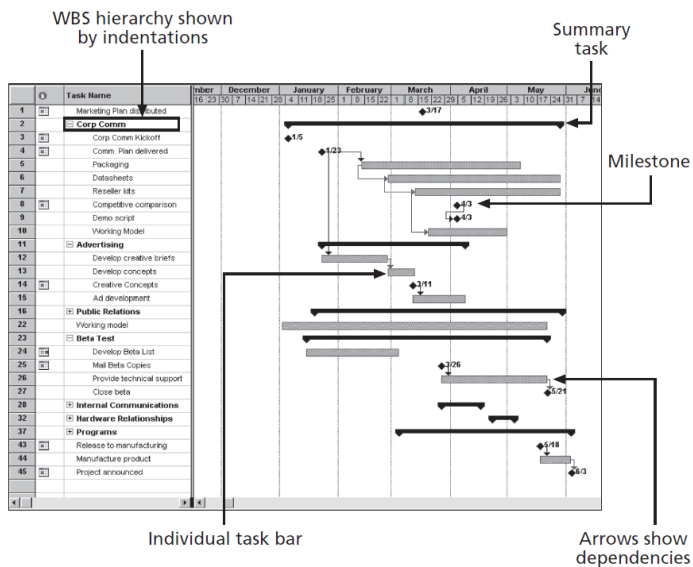 WBS hierarchy shown
by indentations
Summary
task
Task Name
mber December January February March April May June
16 23 30 7 14 21 28 4 11 18 25 1 8 15 22 1 8 15 22 29 5 12 19 26 3 10 17 24 31 7 14
1 Marketing Plan distributed 3/17
2 Corp Comm
3 Corp Comm Kickoff 1/5
4 Comm. Plan delivered 1/23
5 Packaging
6 Datasheets
7 Reseller kits
8 Competitive comparison 4/3
9 Demo script 4/3
10 Working Model
11 Advertising
12 Develop creative briefs
13 Develop concepts
14 Creative Concepts 3/11
15 Ad development
16 Public Relations
22 Working model
23 Beta Test
24 Develop Beta List
25 Mail Beta Copies 3/26
26 Provide technical support
27 Close beta 5/21
28 Internal Communications
32 Hardware Relationships
37 Programs
43 Release to manufacturing 5/18
44 Manufacture product
45 Project announced 6/3
Milestone
Individual task bar
Arrows show
dependencies